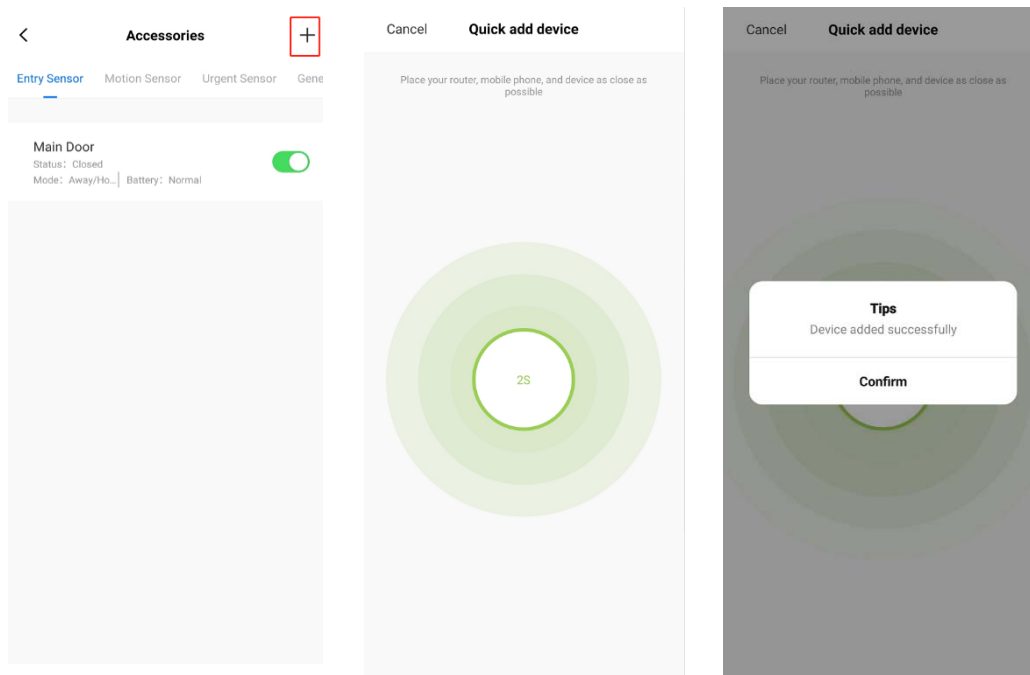 Accessories
Entry Sensor Motion Sensor Urgent Sensor Gene
Main Door
Status: Closed
Mode: Away/Ho... Battery: Normal
Cancel Quick add device
Place your router, mobile phone, and device as close as
possible
2S
Cancel Quick add device
Place your router, mobile phone, and device as close as
possible
Tips
Device added successfully
Confirm